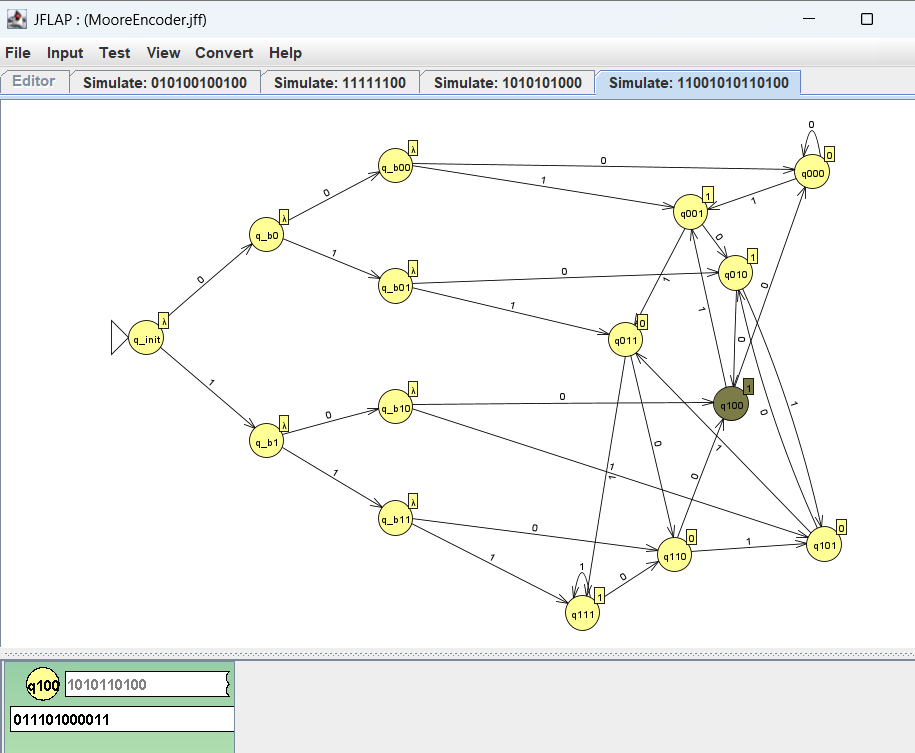 JFLAP : (MooreEncoder.jff)
File Input Test View Convert Help
Editor Simulate: 010100100100 Simulate: 11111100 Simulate: 1010101000 Simulate: 11001010110100
0
λ 0
q_b00 0 q000
1
0 1 1
λ q001
q_b0 0
1 λ 1
0 q_b01 0 q010
1 0
λ 1 0
q_init q011 1
0
λ 1
1 q_b10 0 q100
λ 0 1
q_b1 0 0 1
1 1
λ 1 0
q_b11 0 0
0 1 q101
1 q110
1 0
1
q111
q100 1010110100
011101000011